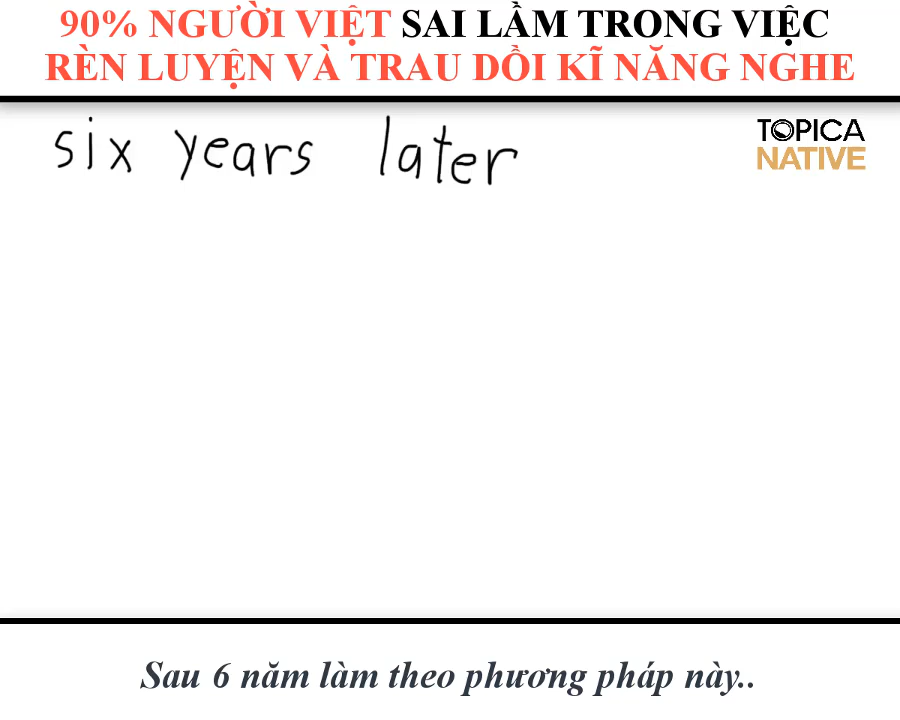 90% NGƯỜI VIỆT SAI LẦM TRONG VIỆC
RÈN LUYỆN VÀ TRAU DỒI KĨ NĂNG NGHE
six years later
TOPICA
NATIVE
Sau 6 năm làm theo phương pháp này..